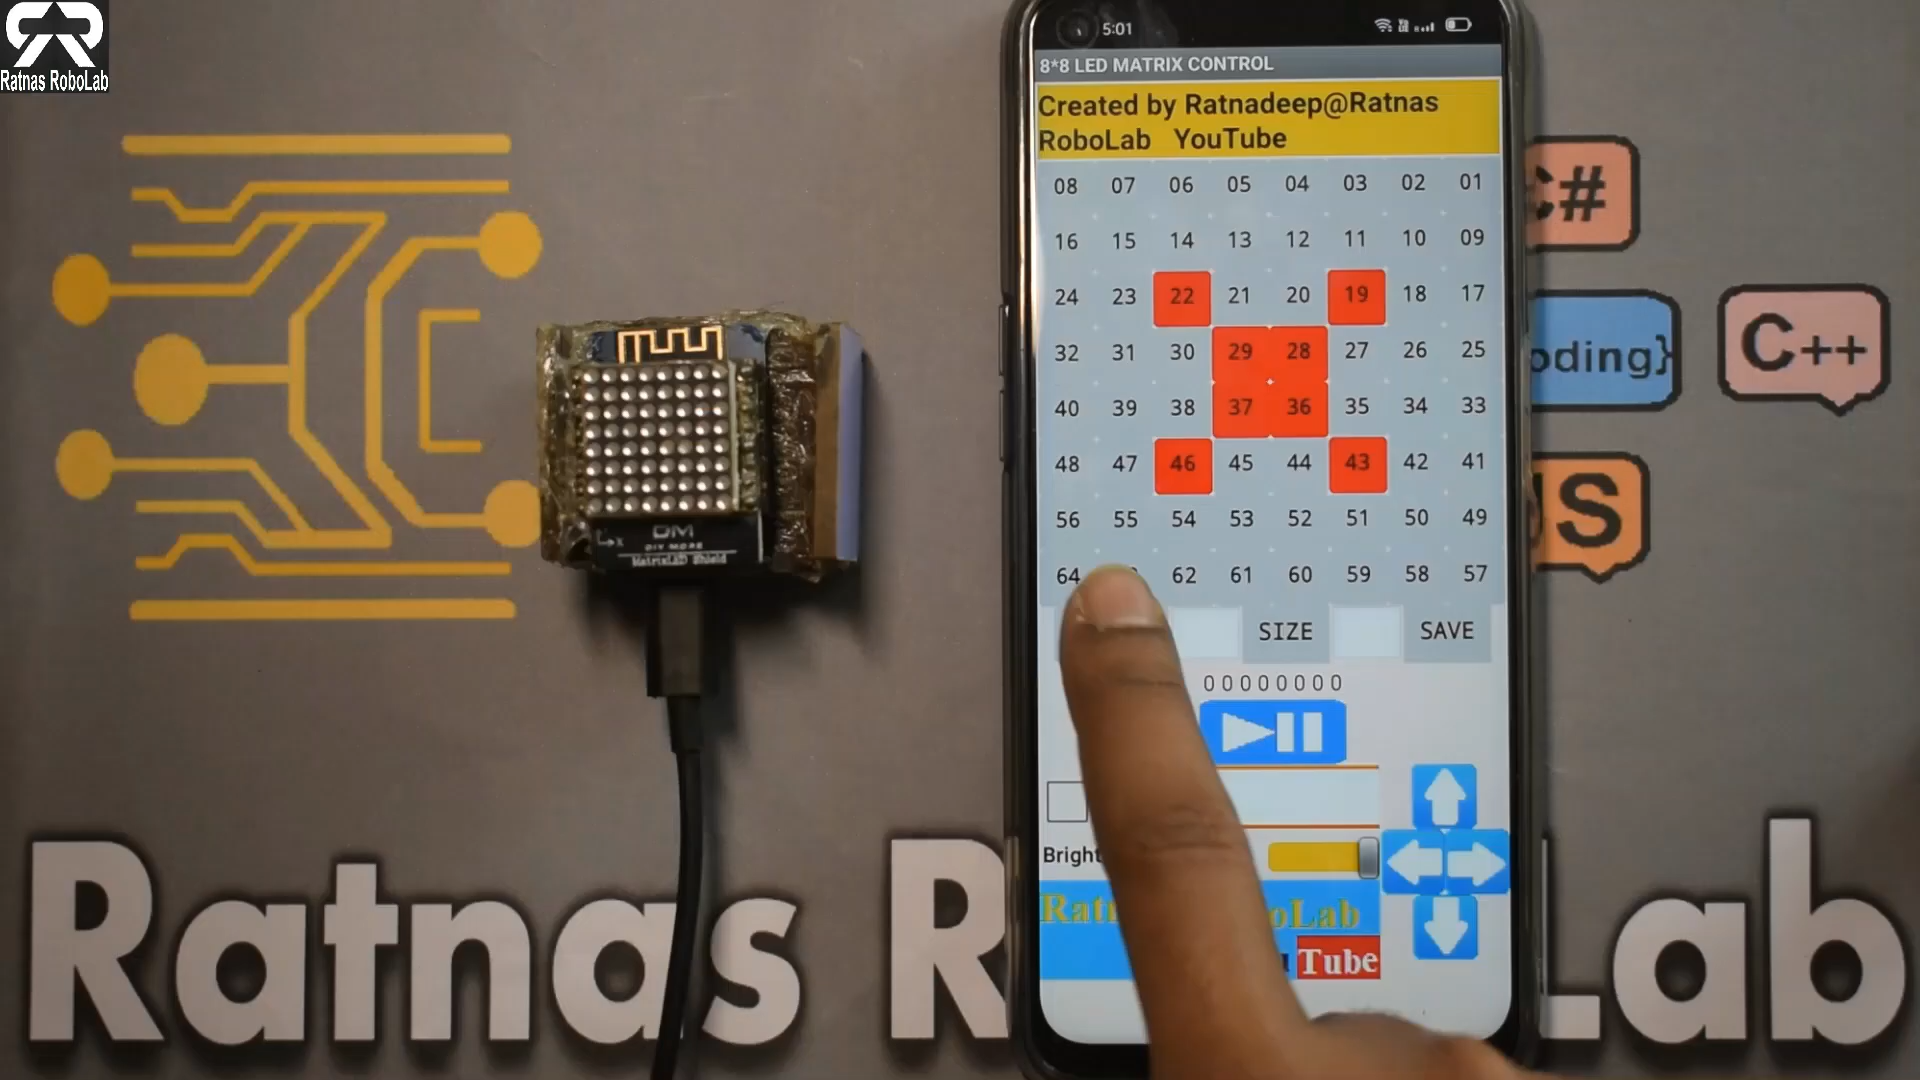 Ratnas RoboLab
5:01
8*8 LED MATRIX CONTROL
Created by Ratnadeep@Ratnas
RoboLab YouTube
08 07 06 05 04 03 02 01
16 15 14 13 12 11 10 09
24 23 22 21 20 19 18 17
32 31 30 29 28 27 26 25
40 39 38 37 36 35 34 33
48 47 46 45 44 43 42 41
56 55 54 53 52 51 50 49
64 62 61 60 59 58 57
SIZE SAVE
00000000
Tube
C#
C++
DM
DIY MORE
MatrixLED Shield
Ratnas